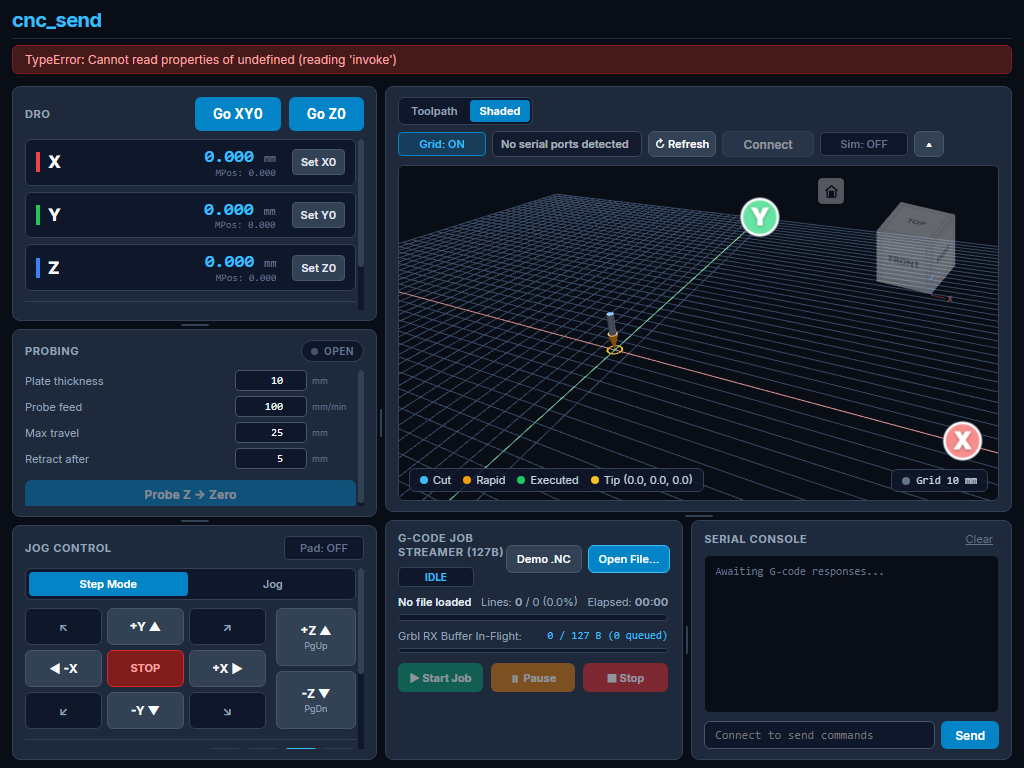 cnc_send
TypeError: Cannot read properties of undefined (reading 'invoke')
DRO
Go XY0
Go Z0
X
0.000 mm
MPos: 0.000
Set X0
Y
0.000 mm
MPos: 0.000
Set Y0
Z
0.000 mm
MPos: 0.000
Set Z0
PROBING
OPEN
Plate thickness
10
mm
Probe feed
100
mm/min
Max travel
25
mm
Retract after
5
mm
Probe Z → Zero
JOG CONTROL
Pad: OFF
Step Mode
Jog
↖
+Y ▲
↗
◀ -X
STOP
+X ▶
↙
-Y ▼
↘
+Z ▲
PgUp
-Z ▼
PgDn
Toolpath
Shaded
Grid: ON
No serial ports detected
↻ Refresh
Connect
Sim: OFF
▲
Y
X
TOP
FRONT
X
Cut
Rapid
Executed
Tip (0.0, 0.0, 0.0)
Grid 10 mm
G-CODE JOB
STREAMER (127B)
IDLE
Demo .NC
Open File...
No file loaded
Lines: 0 / 0 (0.0%)
Elapsed: 00:00
Grbl RX Buffer In-Flight:
0 / 127 B (0 queued)
▶ Start Job
⏸ Pause
■ Stop
SERIAL CONSOLE
Clear
Awaiting G-code responses...
Connect to send commands
Send